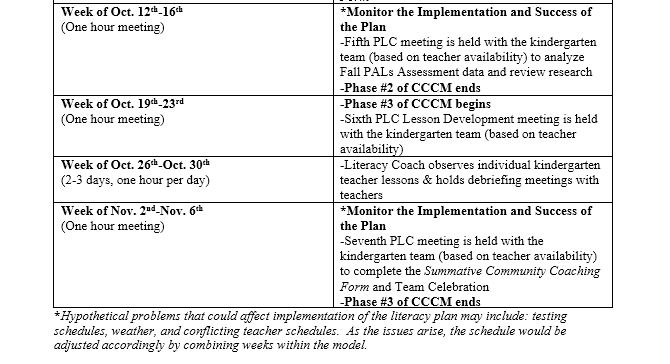 Week of Oct. 12th-16th
(One hour meeting)
*Monitor the Implementation and Success of
the Plan
-Fifth PLC meeting is held with the kindergarten
team (based on teacher availability) to analyze
Fall PALs Assessment data and review research
-Phase #2 of CCCM ends
Week of Oct. 19th-23rd
(One hour meeting)
-Phase #3 of CCCM begins
-Sixth PLC Lesson Development meeting is held
with the kindergarten team (based on teacher
availability)
Week of Oct. 26th-Oct. 30th
(2-3 days, one hour per day)
-Literacy Coach observes individual kindergarten
teacher lessons & holds debriefing meetings with
teachers
Week of Nov. 2nd-Nov. 6th
(One hour meeting)
*Monitor the Implementation and Success of
the Plan
-Seventh PLC meeting is held with the
kindergarten team (based on teacher availability)
to complete the Summative Community Coaching
Form and Team Celebration
-Phase #3 of CCCM ends
*Hypothetical problems that could affect implementation of the literacy plan may include: testing
schedules, weather, and conflicting teacher schedules.  As the issues arise, the schedule would be
adjusted accordingly by combining weeks within the model.